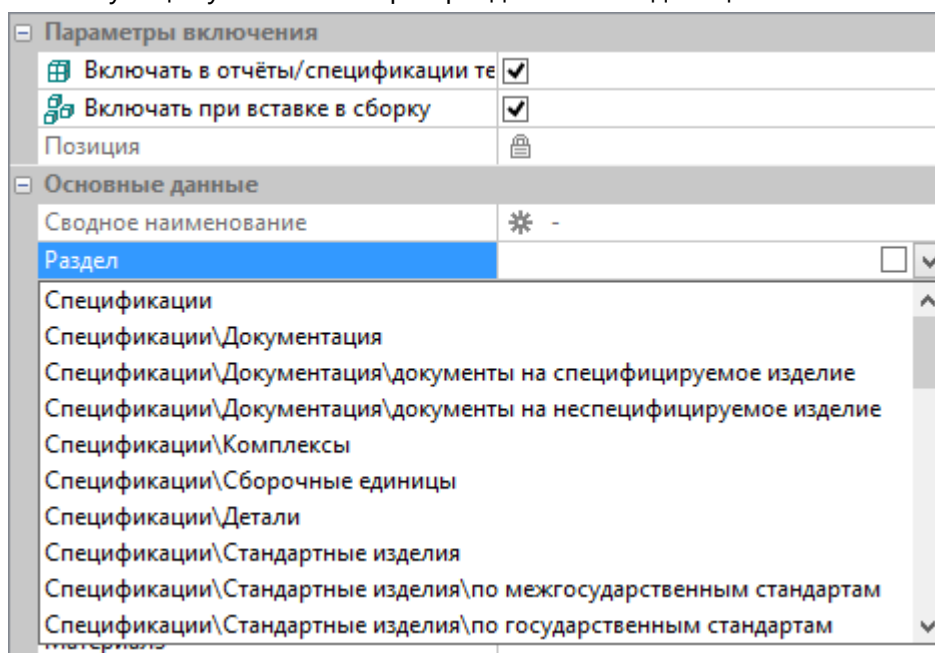 Параметры включения
Включать в отчёты/спецификации те
Включать при вставке в сборку
Позиция
Основные данные
Сводное наименование -
Раздел
Спецификации
Спецификации\Документация
Спецификации\Документация\документы на специфицируемое изделие
Спецификации\Документация\документы на неспецифицируемое изделие
Спецификации\Комплексы
Спецификации\Сборочные единицы
Спецификации\Детали
Спецификации\Стандартные изделия
Спецификации\Стандартные изделия\по межгосударственным стандартам
Спецификации\Стандартные изделия\по государственным стандартам